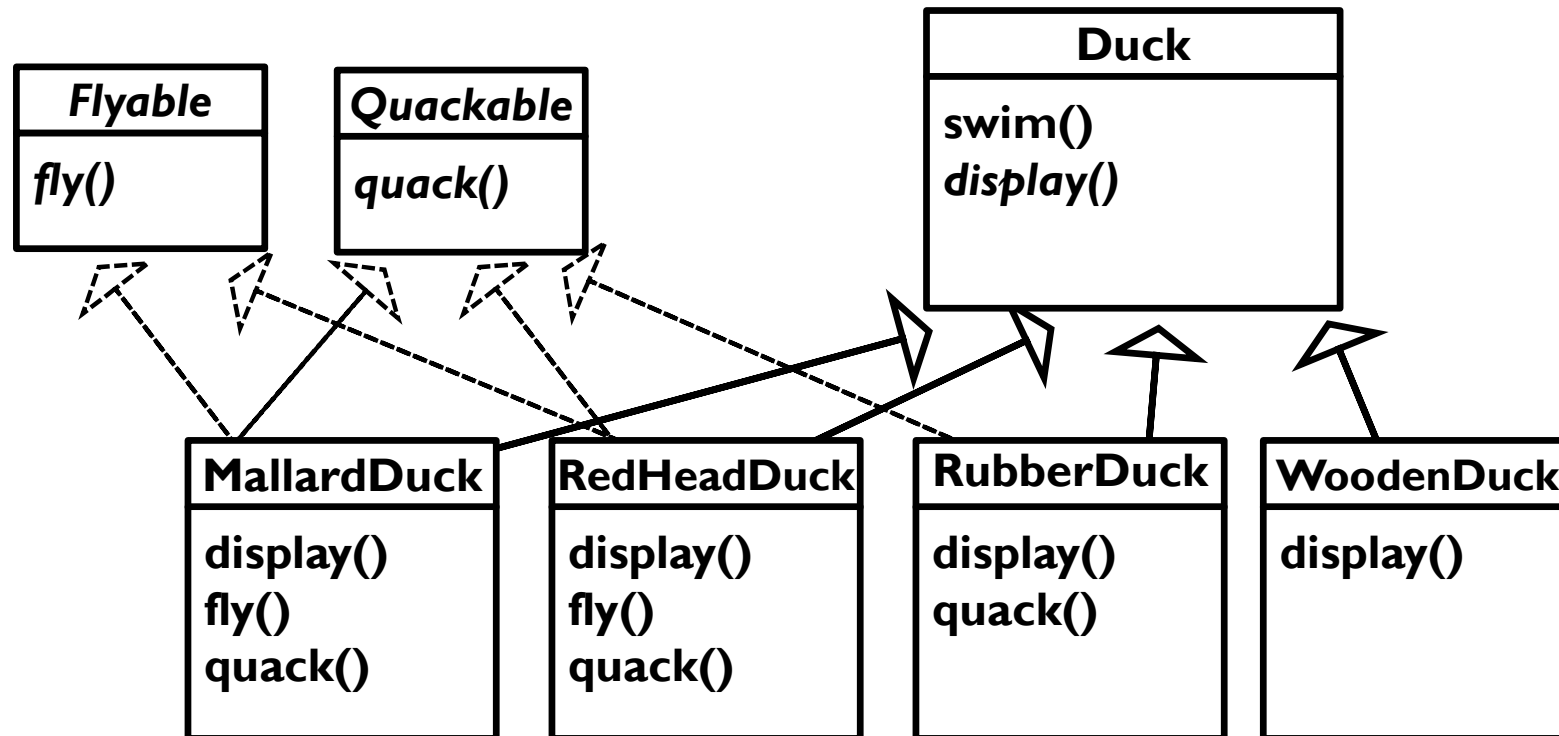 Flyable
fly()
Quackable
quack()
Duck
swim()
display()
MallardDuck
display()
fly()
quack()
RedHeadDuck
display()
fly()
quack()
RubberDuck
display()
quack()
WoodenDuck
display()